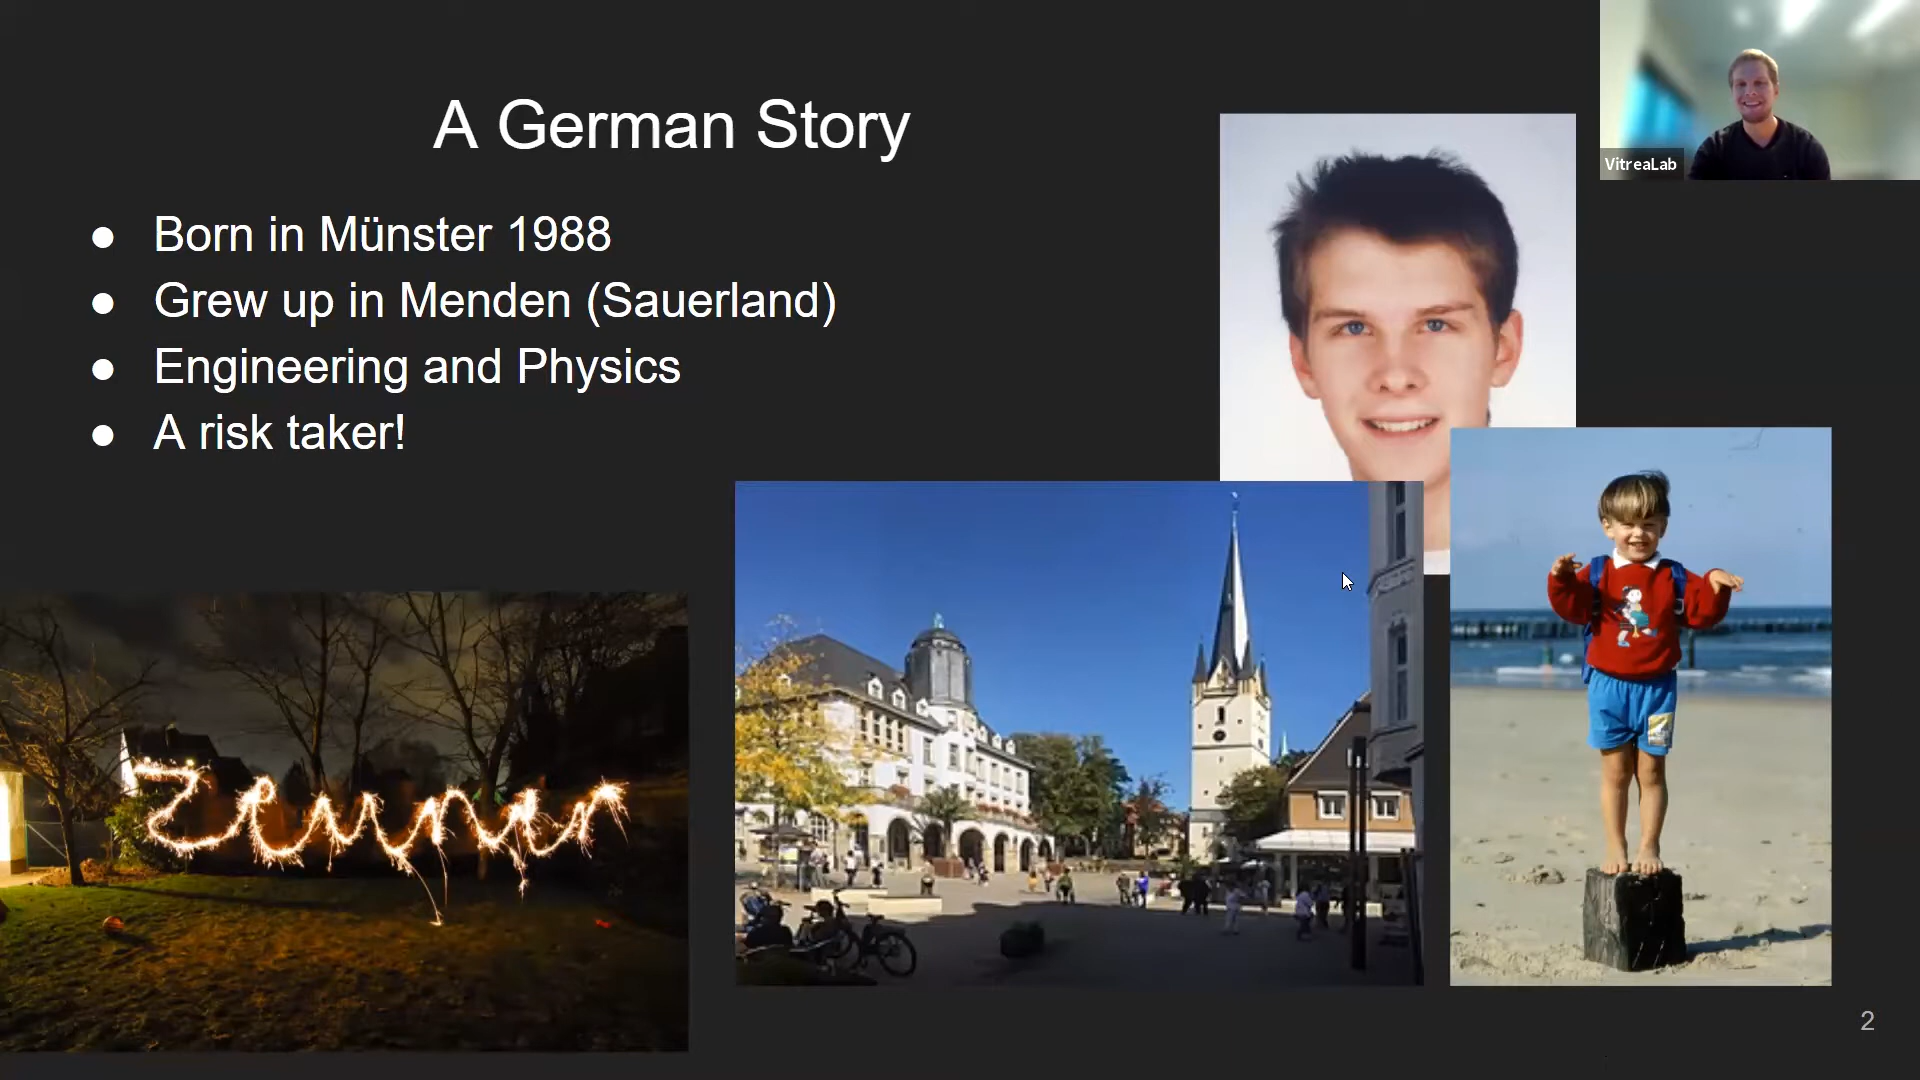 A German Story
VitreaLab
● Born in Münster 1988
● Grew up in Menden (Sauerland)
● Engineering and Physics
● A risk taker!
2